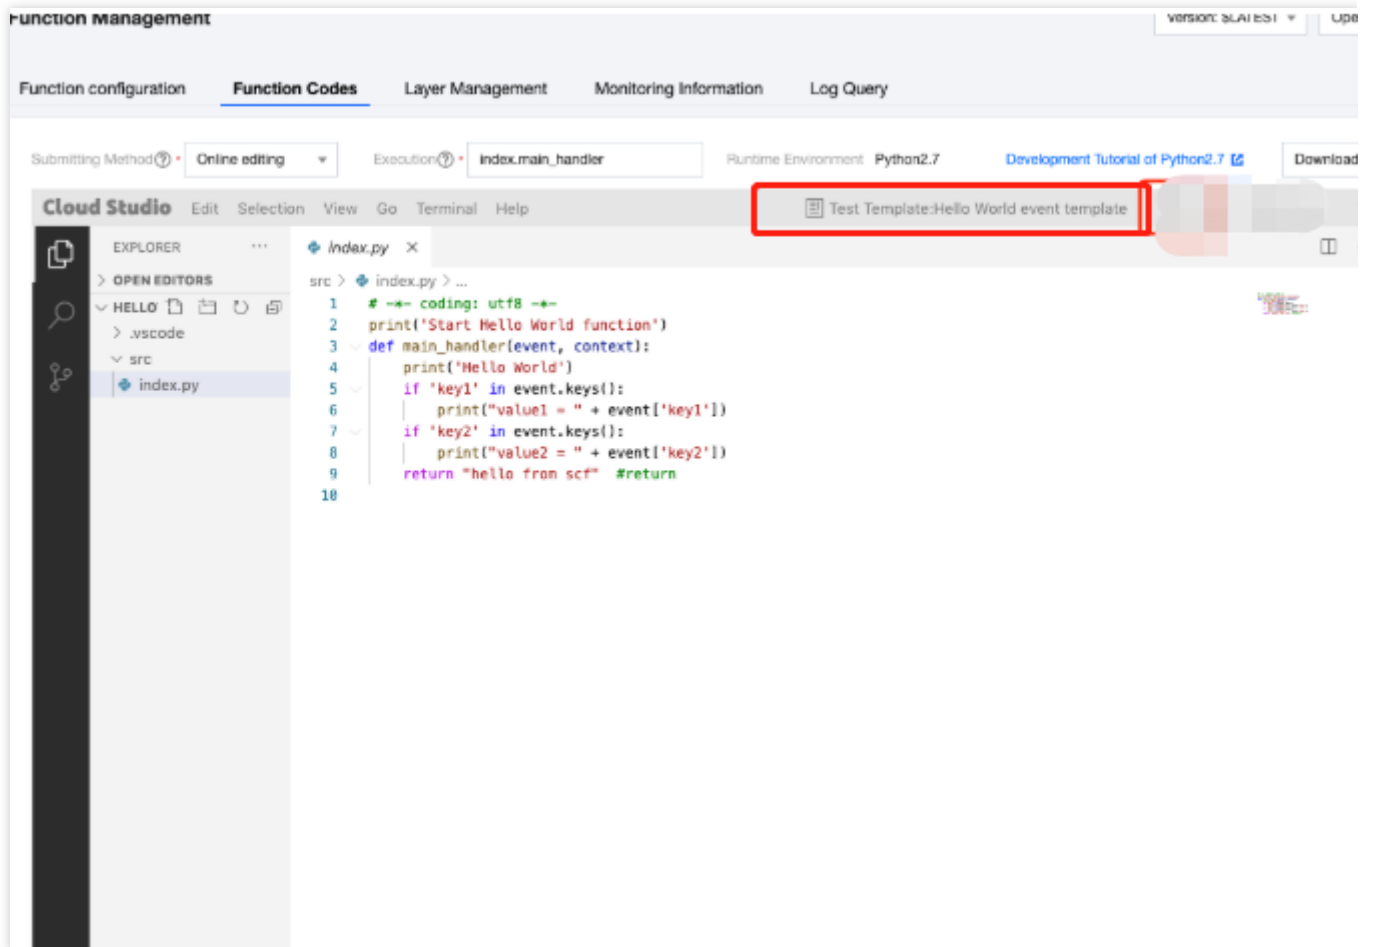 Function Management
Version: $LATEST
Function configuration Function Codes Layer Management Monitoring Information Log Query
Submitting Method * Online editing Execution * index.main_handler Runtime Environment Python2.7 Development Tutorial of Python2.7 Download
Cloud Studio Edit Selection View Go Terminal Help Test Template:Hello World event template
EXPLORER ··· index.py ×
OPEN EDITORS src > index.py > ...
HELLO
.vscode
src
index.py
1 # -*- coding: utf8 -*-
2 print('Start Hello World function')
3 def main_handler(event, context):
4 print('Hello World')
5 if 'key1' in event.keys():
6 print("value1 = " + event['key1'])
7 if 'key2' in event.keys():
8 print("value2 = " + event['key2'])
9 return "hello from scf" #return
10